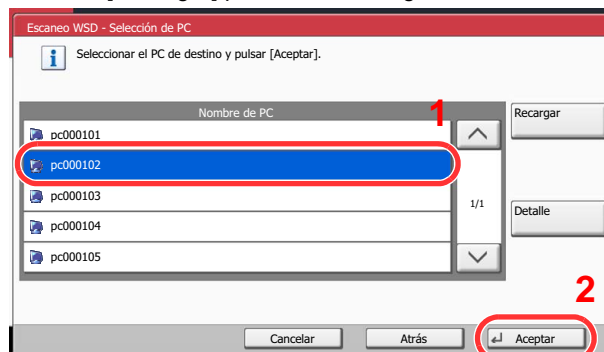 Escaneo WSD - Selección de PC
Seleccionar el PC de destino y pulsar [Aceptar].
Nombre de PC
1
Recargar
pc000101
pc000102
pc000103
1/1
Detalle
pc000104
pc000105
2
Cancelar
Atrás
Aceptar